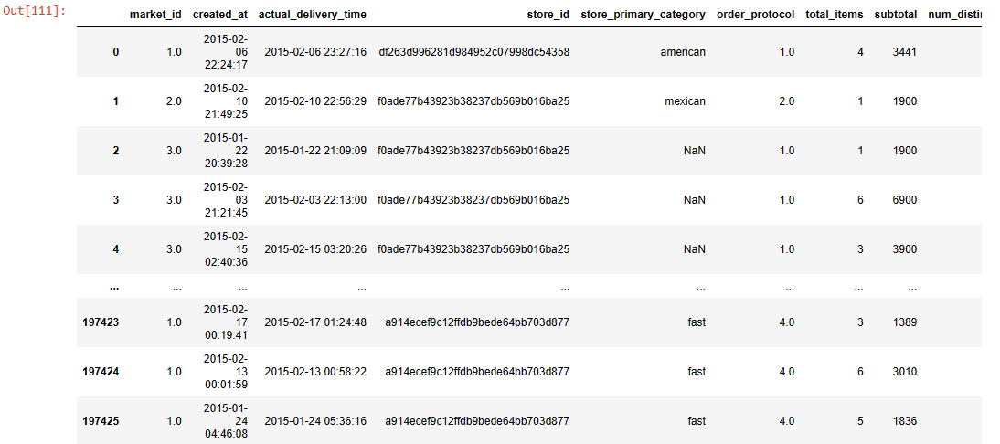 Out[111]:
market_id created_at actual_delivery_time store_id store_primary_category order_protocol total_items subtotal num_distin
0 1.0 2015-02-06 22:24:17 2015-02-06 23:27:16 df263d996281d984952c07998dc54358 american 1.0 4 3441
1 2.0 2015-02-10 21:49:25 2015-02-10 22:56:29 f0ade77b43923b38237db569b016ba25 mexican 2.0 1 1900
2 3.0 2015-01-22 20:39:28 2015-01-22 21:09:09 f0ade77b43923b38237db569b016ba25 NaN 1.0 1 1900
3 3.0 2015-02-03 21:21:45 2015-02-03 22:13:00 f0ade77b43923b38237db569b016ba25 NaN 1.0 6 6900
4 3.0 2015-02-15 02:40:36 2015-02-15 03:20:26 f0ade77b43923b38237db569b016ba25 NaN 1.0 3 3900
... ... ... ... ... ... ... ... ...
197423 1.0 2015-02-17 00:19:41 2015-02-17 01:24:48 a914ecef9c12ffdb9bede64bb703d877 fast 4.0 3 1389
197424 1.0 2015-02-13 00:01:59 2015-02-13 00:58:22 a914ecef9c12ffdb9bede64bb703d877 fast 4.0 6 3010
197425 1.0 2015-01-24 04:46:08 2015-01-24 05:36:16 a914ecef9c12ffdb9bede64bb703d877 fast 4.0 5 1836